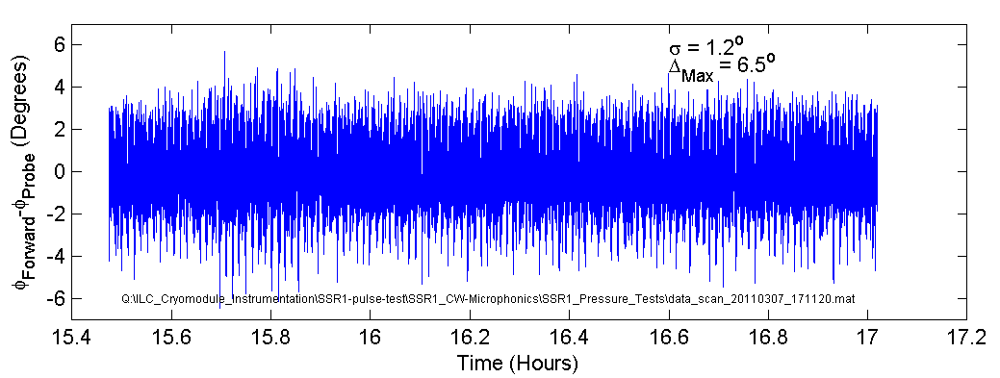 σ = 1.2°
ΔMax = 6.5°
6
4
2
0
-2
-4
-6
ϕForward-ϕProbe (Degrees)
Q:\ILC_Cryomodule_Instrumentation\SSR1-pulse-test\SSR1_CW-Microphonics\SSR1_Pressure_Tests\data_scan_20110307_171120.mat
15.4 15.6 15.8 16 16.2 16.4 16.6 16.8 17 17.2
Time (Hours)